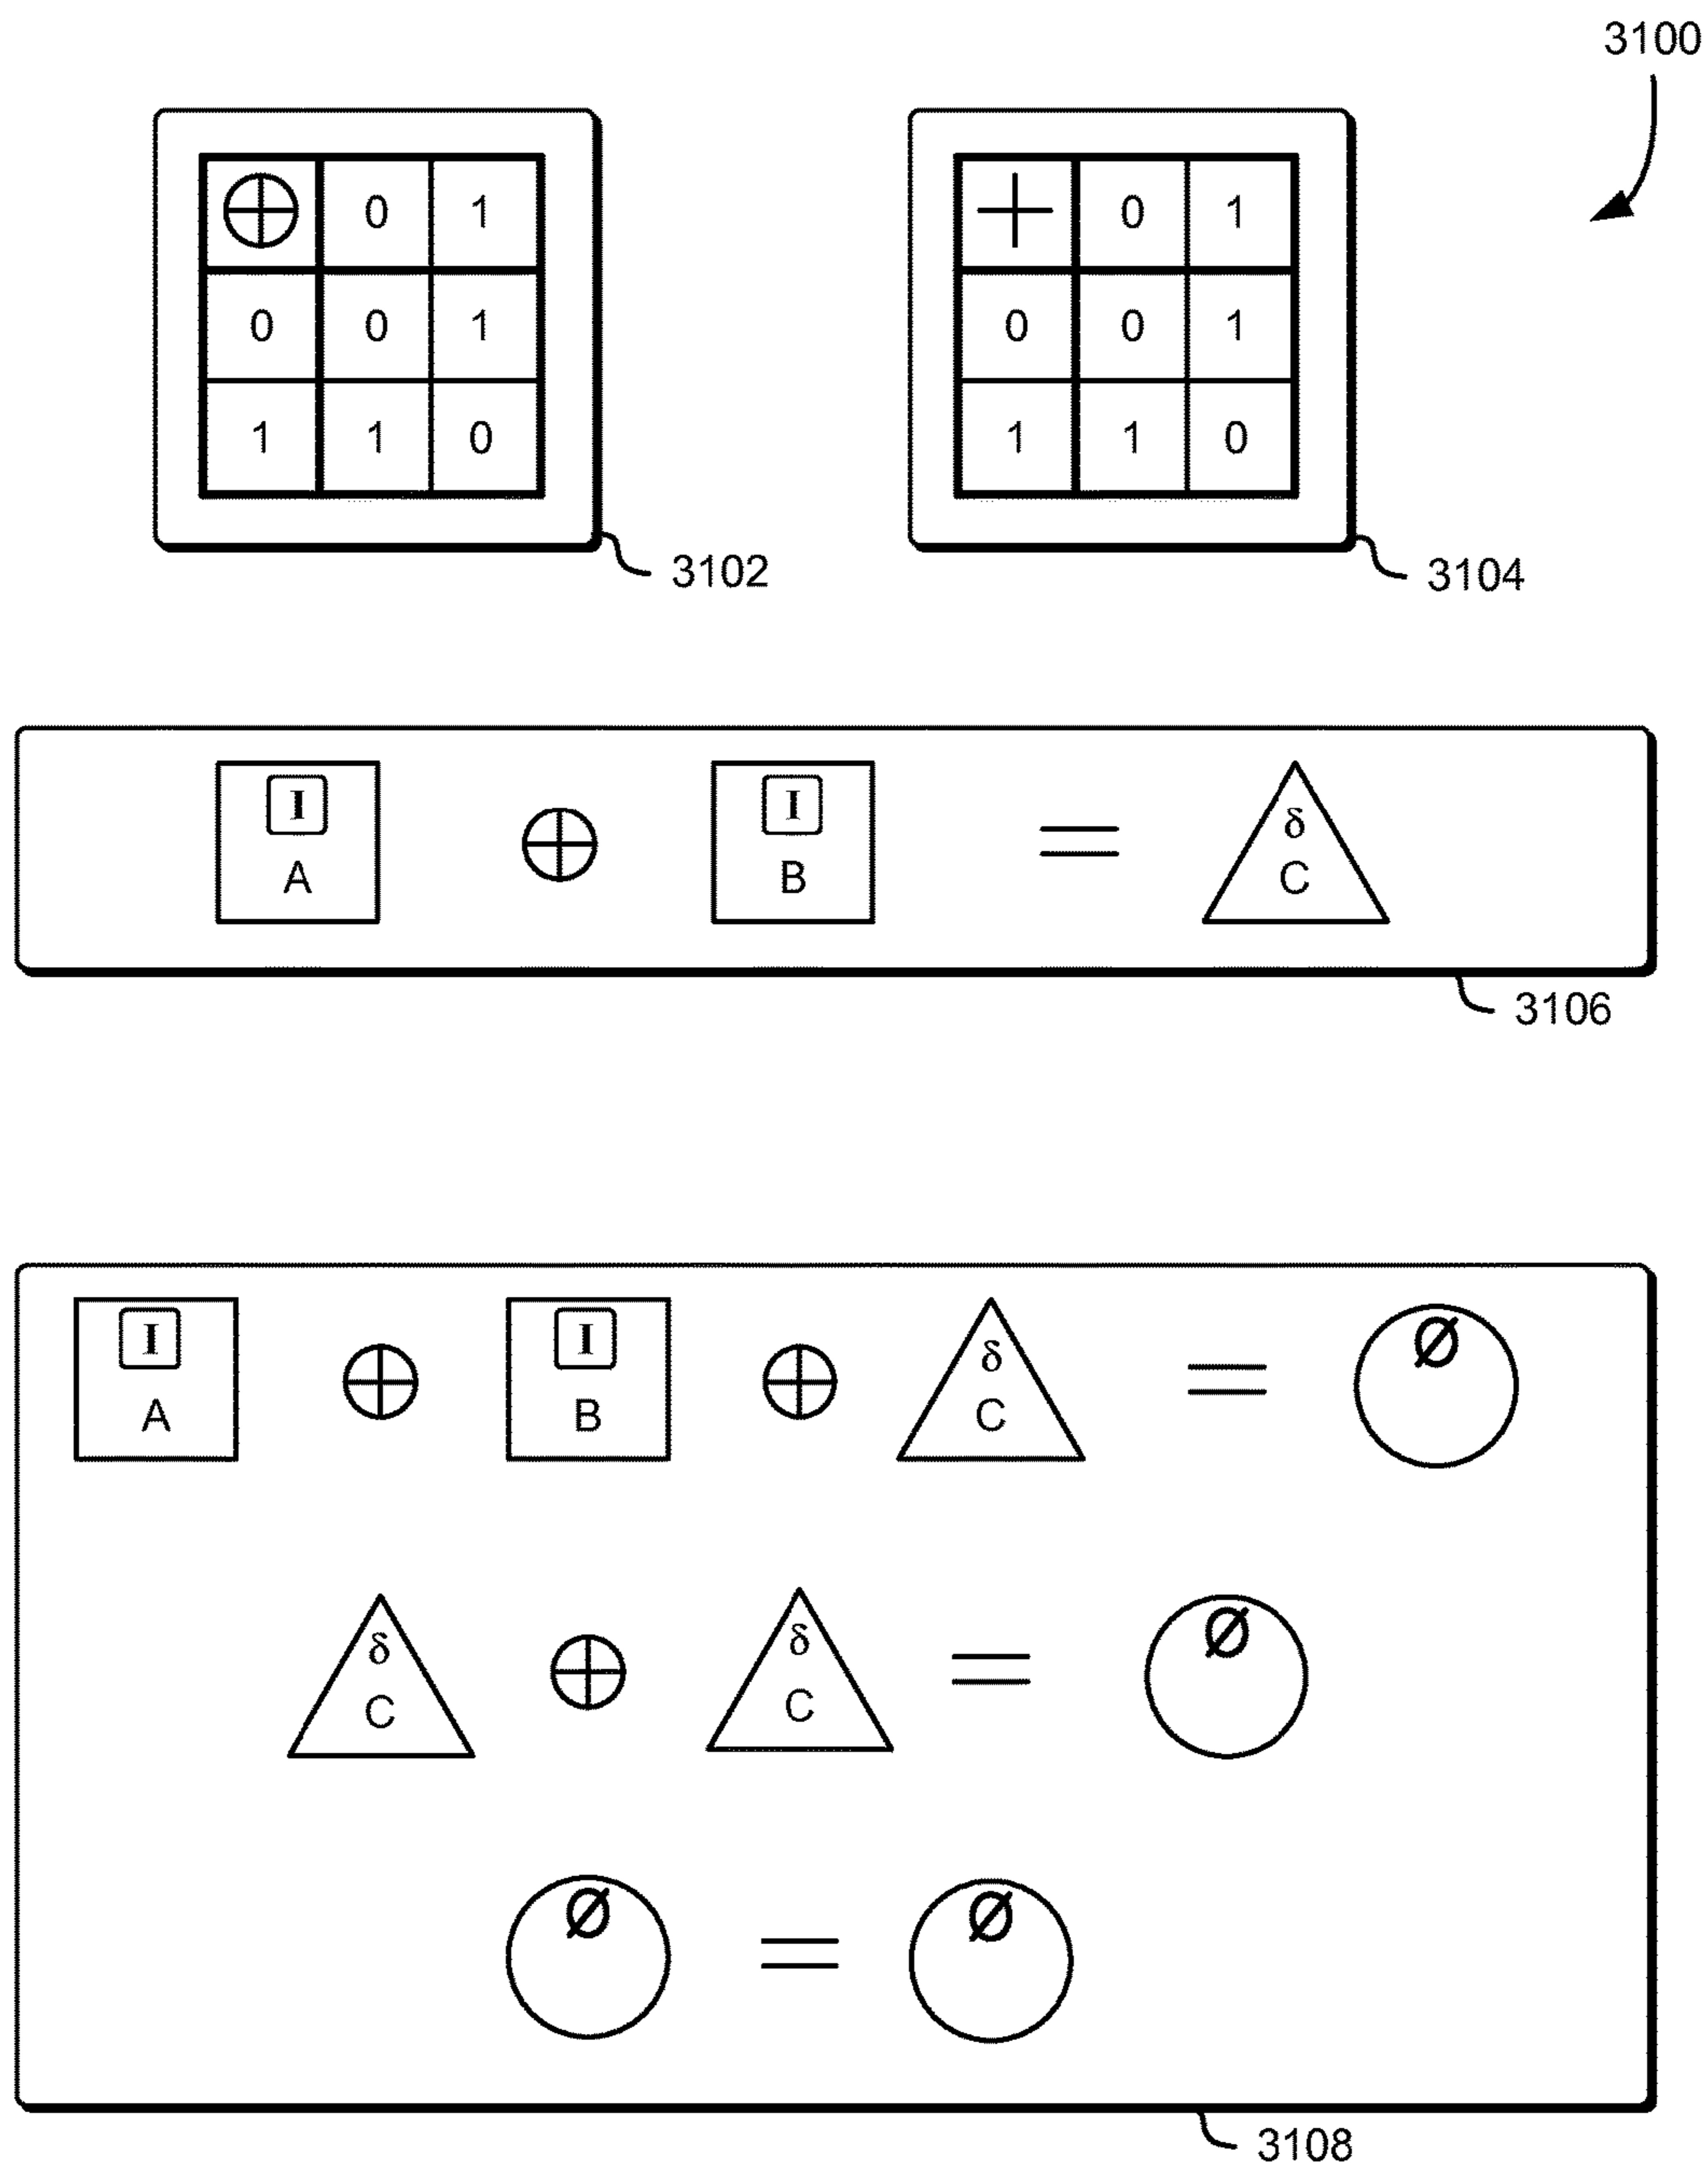 3100
⊕ 0 1
0 0 1
1 1 0
3102
+ 0 1
0 0 1
1 1 0
3104
I ⊕ I = δ
A B C
3106
I ⊕ I ⊕ δ = Ø
A B C
δ ⊕ δ = Ø
C C
Ø = Ø
3108